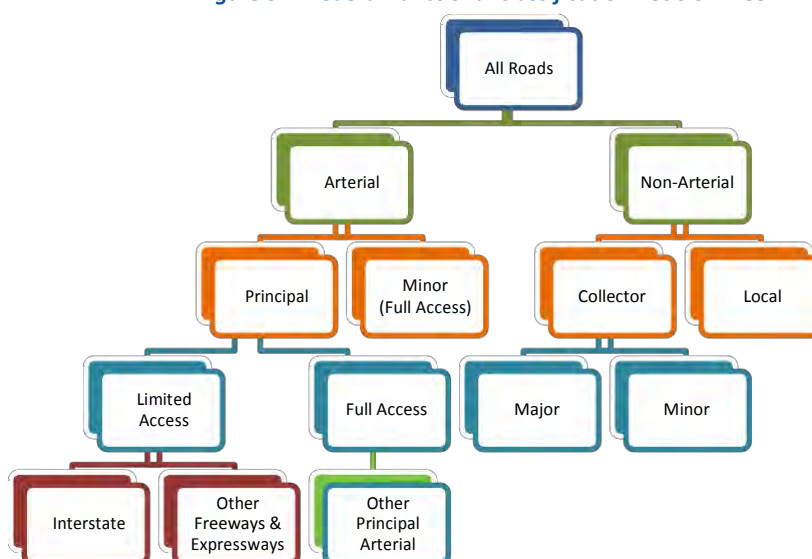 All Roads
Arterial
Non-Arterial
Principal
Minor
(Full Access)
Collector
Local
Limited
Access
Full Access
Major
Minor
Interstate
Other
Freeways &
Expressways
Other
Principal
Arterial